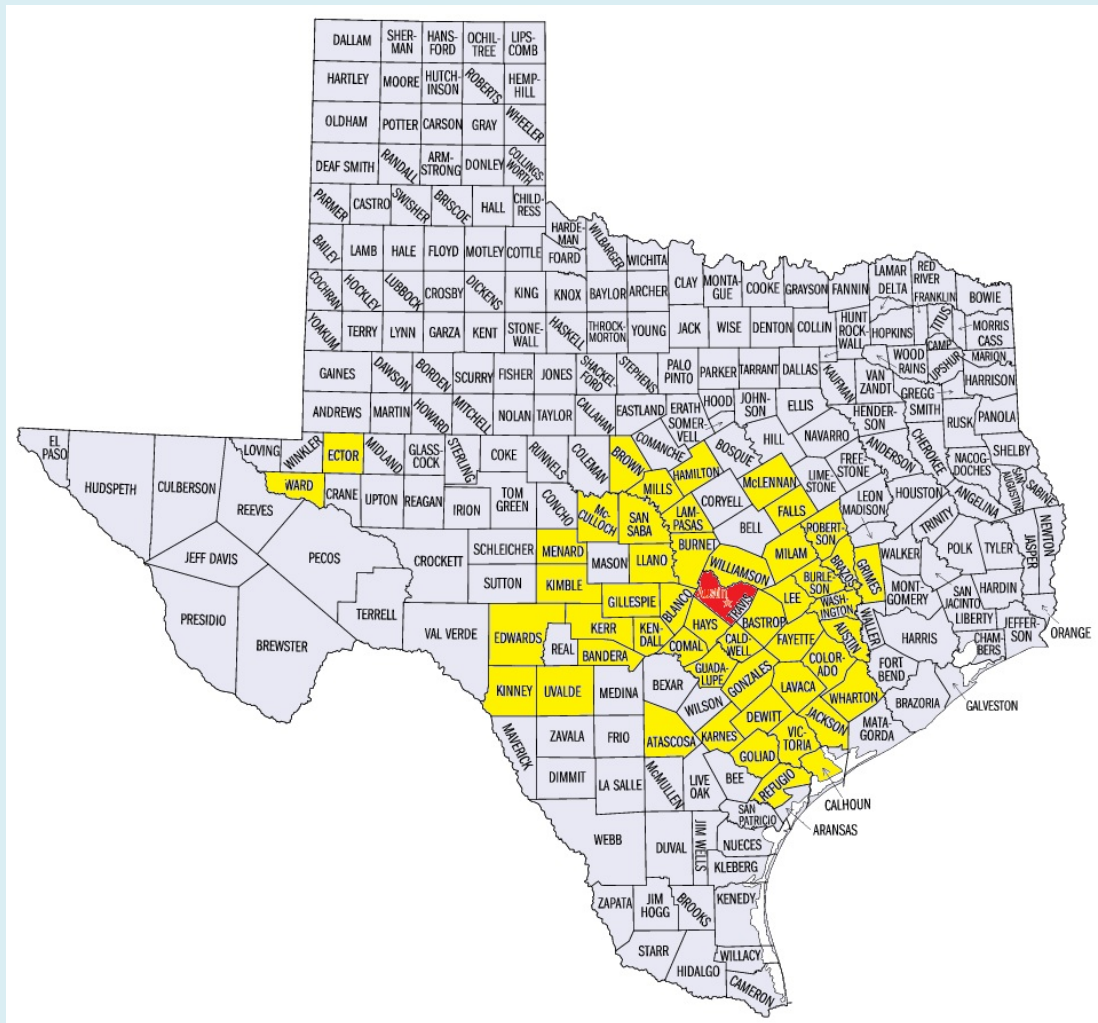 DALLAM
SHER-
MAN
HANS-
FORD
OCHIL-
TREE
LIPS-
COMB
HARTLEY
MOORE
HUTCH-
INSON
ROBERTS
HEMP-
HILL
OLDHAM
POTTER
CARSON
GRAY
WHEELER
DEAF SMITH
RANDALL
ARM-
STRONG
DONLEY
COLLINGS-
WORTH
PARMER
CASTRO
SWISHER
BRISCOE
HALL
CHILD-
RESS
BAILEY
LAMB
HALE
FLOYD
MOTLEY
COTTLE
HARDE-
MAN
FOARD
WILBARGER
WICHITA
COCHRAN
HOCKLEY
LUBBOCK
CROSBY
DICKENS
KING
KNOX
BAYLOR
ARCHER
CLAY
MONTA-
GUE
COOKE
GRAYSON
FANNIN
LAMAR
DELTA
RED
RIVER
FRANKLIN
BOWIE
YOAKUM
TERRY
LYNN
GARZA
KENT
STONE-
WALL
HASKELL
THROCK-
MORTON
YOUNG
JACK
WISE
DENTON
COLLIN
HUNT
ROCK-
WALL
HOPKINS
TITUS
CAMP
MORRIS
CASS
GAINES
DAWSON
BORDEN
SCURRY
FISHER
JONES
SHACKEL-
FORD
STEPHENS
PALO
PINTO
PARKER
TARRANT
DALLAS
KAUFMAN
WOOD
RAINS
UPSHUR
MARION
VAN
ZANDT
GREGG
SMITH
HARRISON
ANDREWS
MARTIN
HOWARD
MITCHELL
NOLAN
TAYLOR
CALLAHAN
EASTLAND
ERATH
SOMER-
VELL
HOOD
JOHN-
SON
ELLIS
HENDER-
SON
RUSK
PANOLA
EL
PASO
HUDSPETH
CULBERSON
LOVING
WINKLER
ECTOR
MIDLAND
GLASS-
COCK
STERLING
COKE
RUNNELS
COLEMAN
BROWN
COMANCHE
HAMILTON
BOSQUE
HILL
NAVARRO
FREE-
STONE
ANDERSON
CHEROKEE
NACOG-
DOCHES
SHELBY
SAN
AUGUSTINE
SABINE
REEVES
WARD
CRANE
UPTON
REAGAN
IRION
TOM
GREEN
CONCHO
Mc-
CULLOCH
SAN
SABA
MILLS
LAM-
PASAS
CORYELL
McLENNAN
LIME-
STONE
FALLS
LEON
MADISON
HOUSTON
ANGELINA
TRINITY
NEWTON
JASPER
JEFF DAVIS
PECOS
CROCKETT
SCHLEICHER
MENARD
MASON
LLANO
BURNET
BELL
WILLIAMSON
MILAM
ROBERT-
SON
BRAZOS
GRIMES
WALKER
POLK
TYLER
PRESIDIO
BREWSTER
TERRELL
VAL VERDE
SUTTON
KIMBLE
GILLESPIE
BLANCO
TRAVIS
LEE
BURLE-
SON
WASH-
INGTON
MONT-
GOMERY
SAN
JACINTO
LIBERTY
HARDIN
JEFFER-
SON
ORANGE
EDWARDS
REAL
KERR
BANDERA
KEN-
DALL
HAYS
COMAL
CALD-
WELL
BASTROP
FAYETTE
AUSTIN
WALLER
HARRIS
CHAM-
BERS
KINNEY
UVALDE
MEDINA
BEXAR
GUADA-
LUPE
GONZALES
LAVACA
COLOR-
ADO
WHARTON
FORT
BEND
BRAZORIA
GALVESTON
MAVERICK
ZAVALA
FRIO
ATASCOSA
WILSON
KARNES
DEWITT
VIC-
TORIA
JACKSON
MATA-
GORDA
DIMMIT
LA SALLE
McMULLEN
LIVE
OAK
BEE
GOLIAD
REFUGIO
CALHOUN
ARANSAS
WEBB
DUVAL
JIM WELLS
SAN
PATRICIO
NUECES
KLEBERG
ZAPATA
JIM
HOGG
BROOKS
KENEDY
STARR
HIDALGO
WILLACY
CAMERON